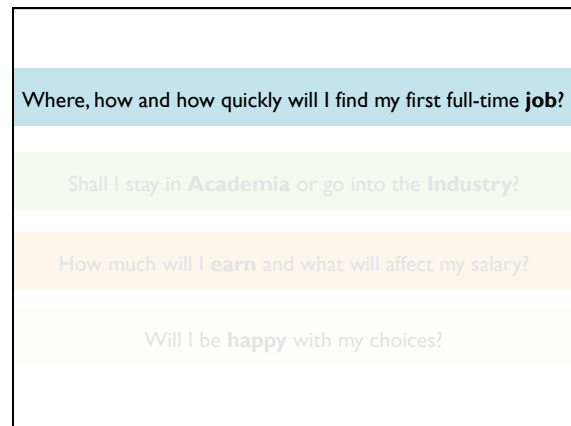 Where, how and how quickly will I find my first full-time job?
Shall I stay in Academia or go into the Industry?
How much will I earn and what will affect my salary?
Will I be happy with my choices?